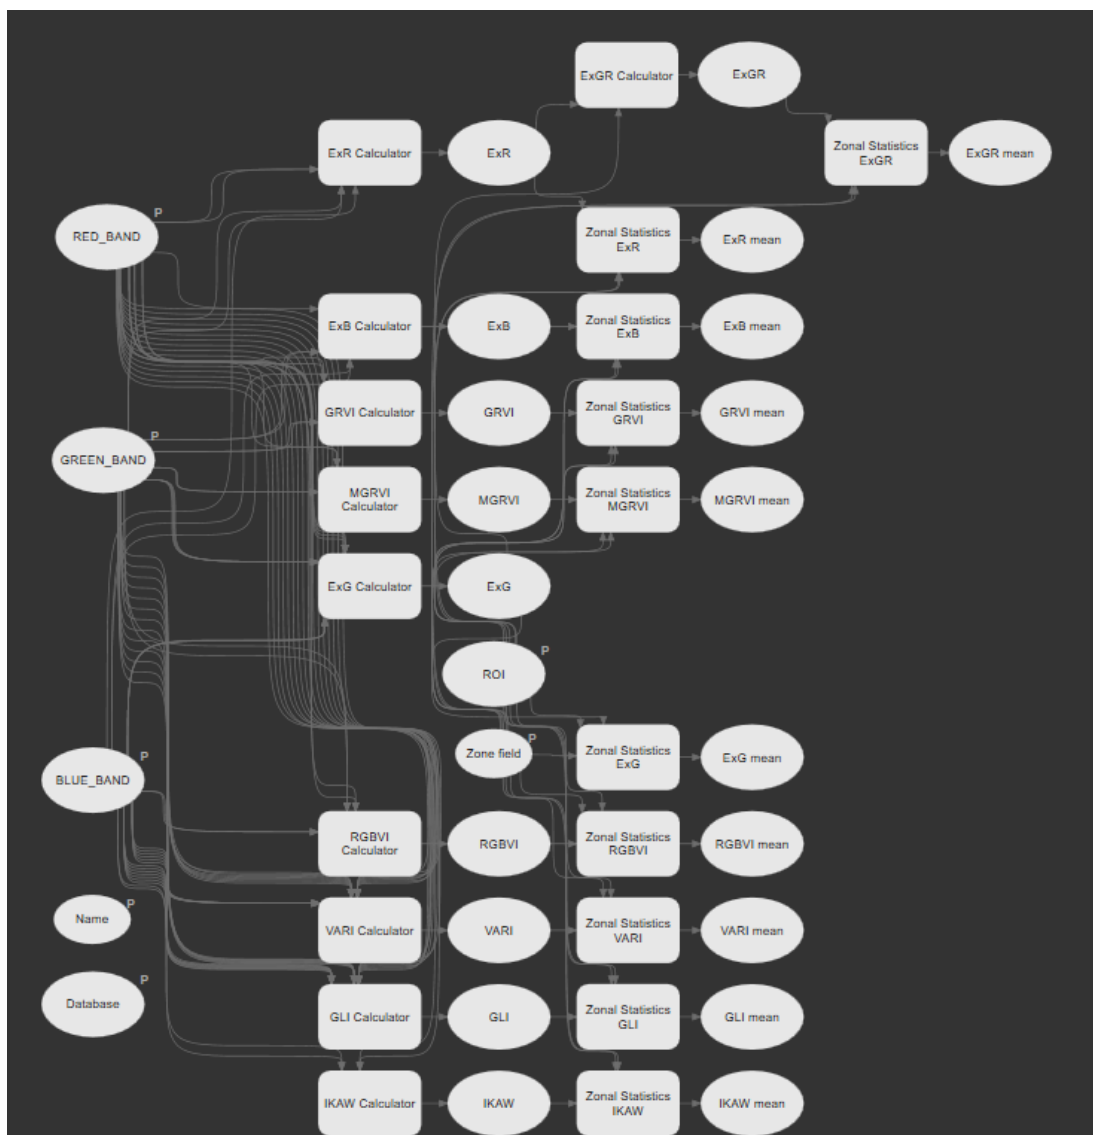 ExGR Calculator
ExGR
ExR Calculator
ExR
Zonal Statistics
ExGR
ExGR mean
P
RED_BAND
Zonal Statistics
ExR
ExR mean
ExB Calculator
ExB
Zonal Statistics
ExB
ExB mean
GRVI Calculator
GRVI
Zonal Statistics
GRVI
GRVI mean
P
GREEN_BAND
MGRVI
Calculator
MGRVI
Zonal Statistics
MGRVI
MGRVI mean
ExG Calculator
ExG
P
ROI
P
Zone field
Zonal Statistics
ExG
ExG mean
P
BLUE_BAND
RGBVI
Calculator
RGBVI
Zonal Statistics
RGBVI
RGBVI mean
P
Name
VARI Calculator
VARI
Zonal Statistics
VARI
VARI mean
P
Database
GLI Calculator
GLI
Zonal Statistics
GLI
GLI mean
IKAW Calculator
IKAW
Zonal Statistics
IKAW
IKAW mean